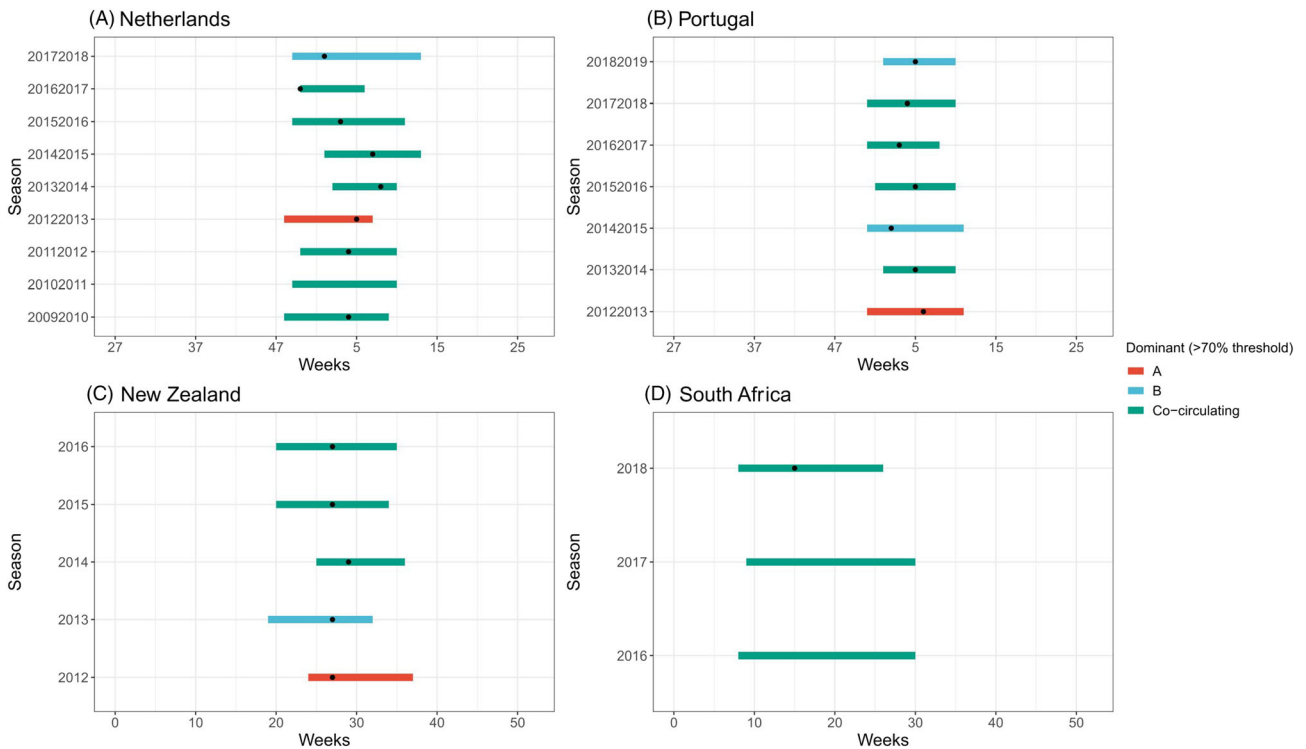 (A) Netherlands
Season
20172018
20162017
20152016
20142015
20132014
20122013
20112012
20102011
20092010
27 37 47 5 15 25
Weeks
(B) Portugal
Season
20182019
20172018
20162017
20152016
20142015
20132014
20122013
27 37 47 5 15 25
Weeks
(C) New Zealand
Season
2016
2015
2014
2013
2012
0 10 20 30 40 50
Weeks
(D) South Africa
Season
2018
2017
2016
0 10 20 30 40 50
Weeks
Dominant (>70% threshold)
A
B
Co-circulating